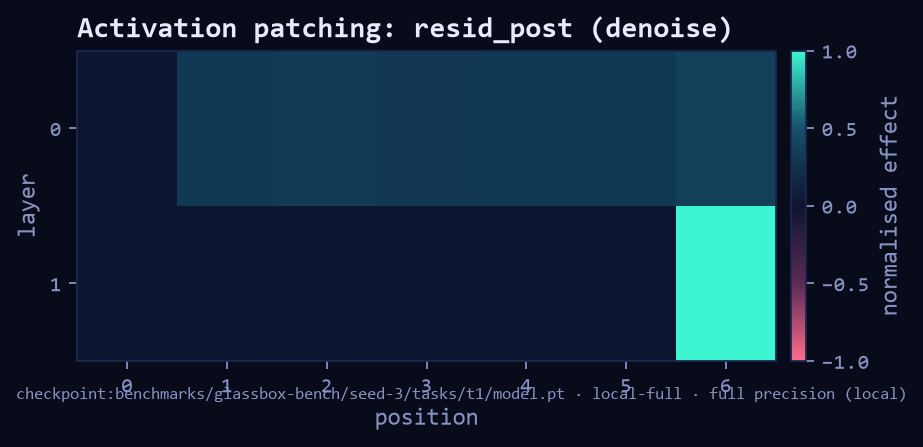 Activation patching: resid_post (denoise)
1.0
0.5
0.0
−0.5
−1.0
normalised effect
layer
0
1
0 1 2 3 4 5 6
checkpoint:benchmarks/glassbox-bench/seed-3/tasks/t1/model.pt · local-full · full precision (local)
position